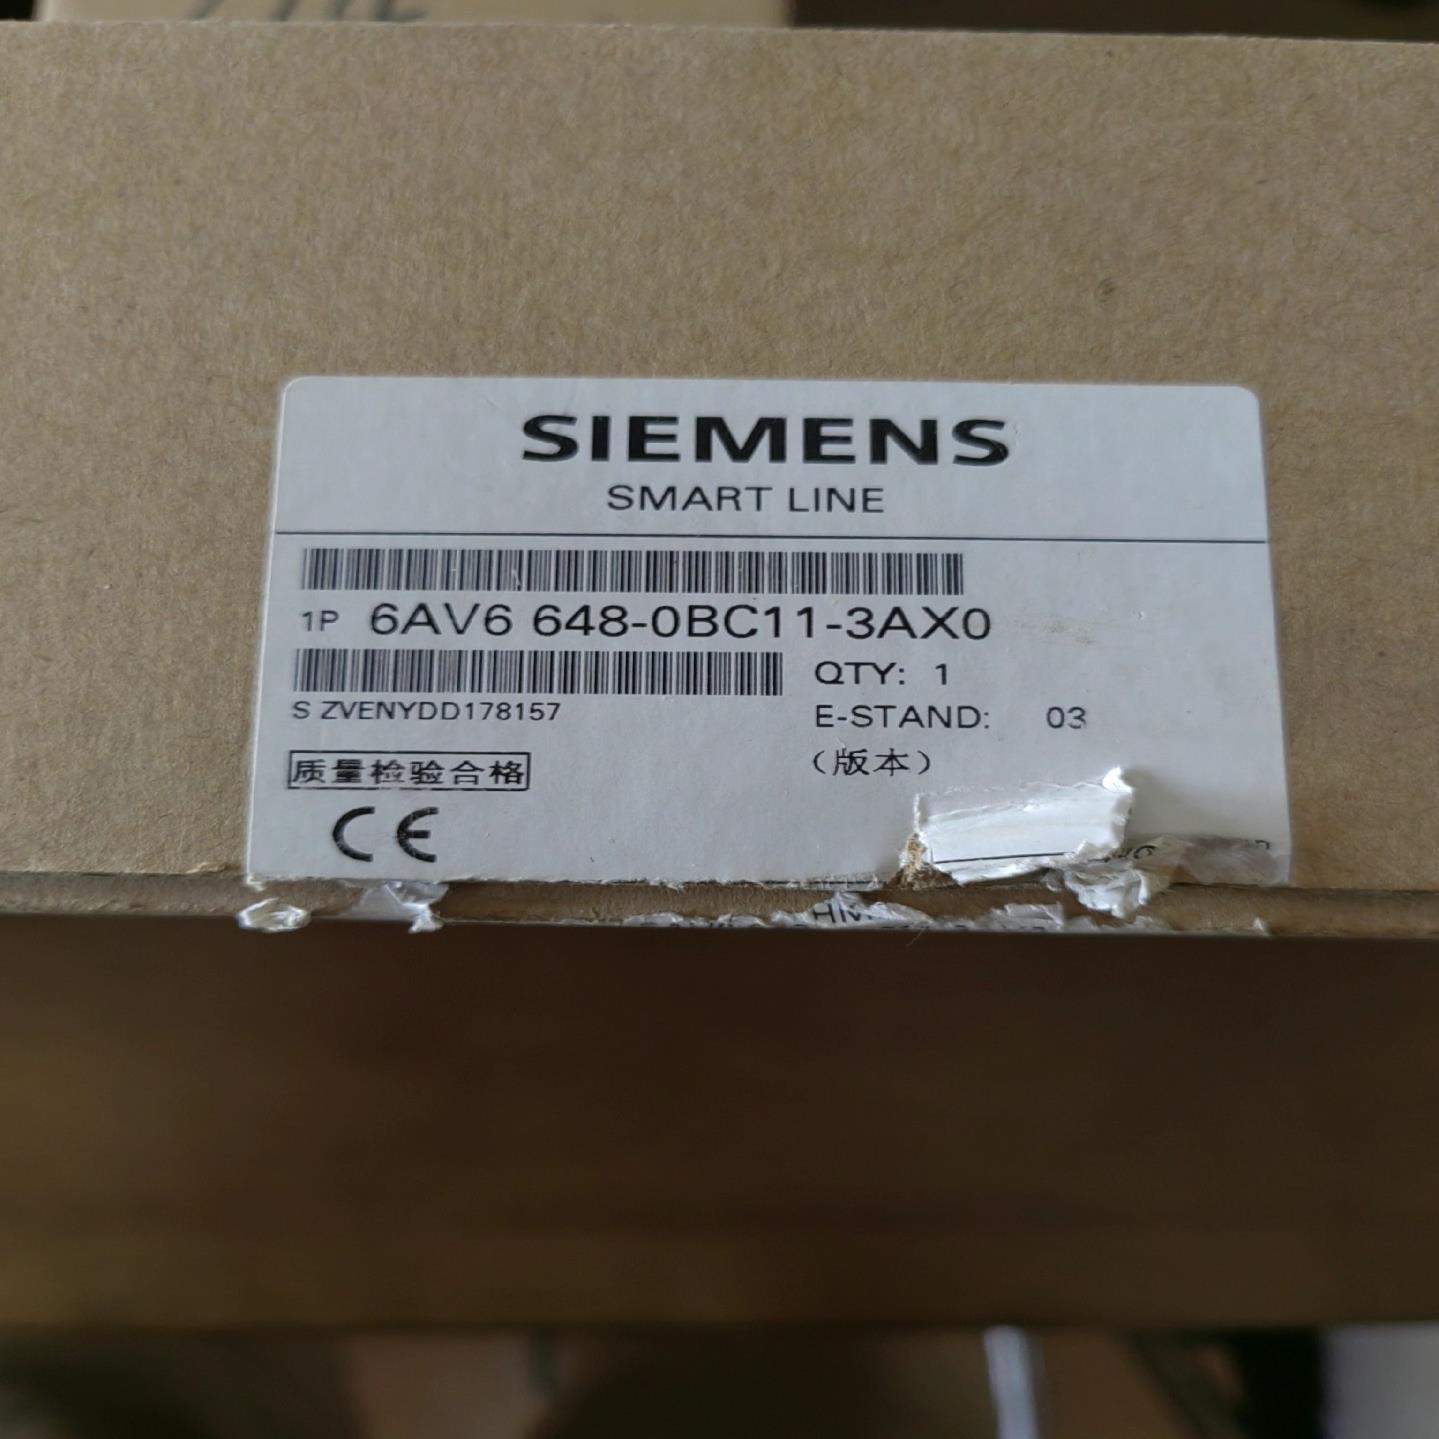 SIEMENS
SMART LINE
1P 6AV6 648-0BC11-3AX0
QTY: 1
S ZVENYDD178157
E-STAND: 03
(版本)
质量检验合格
CE